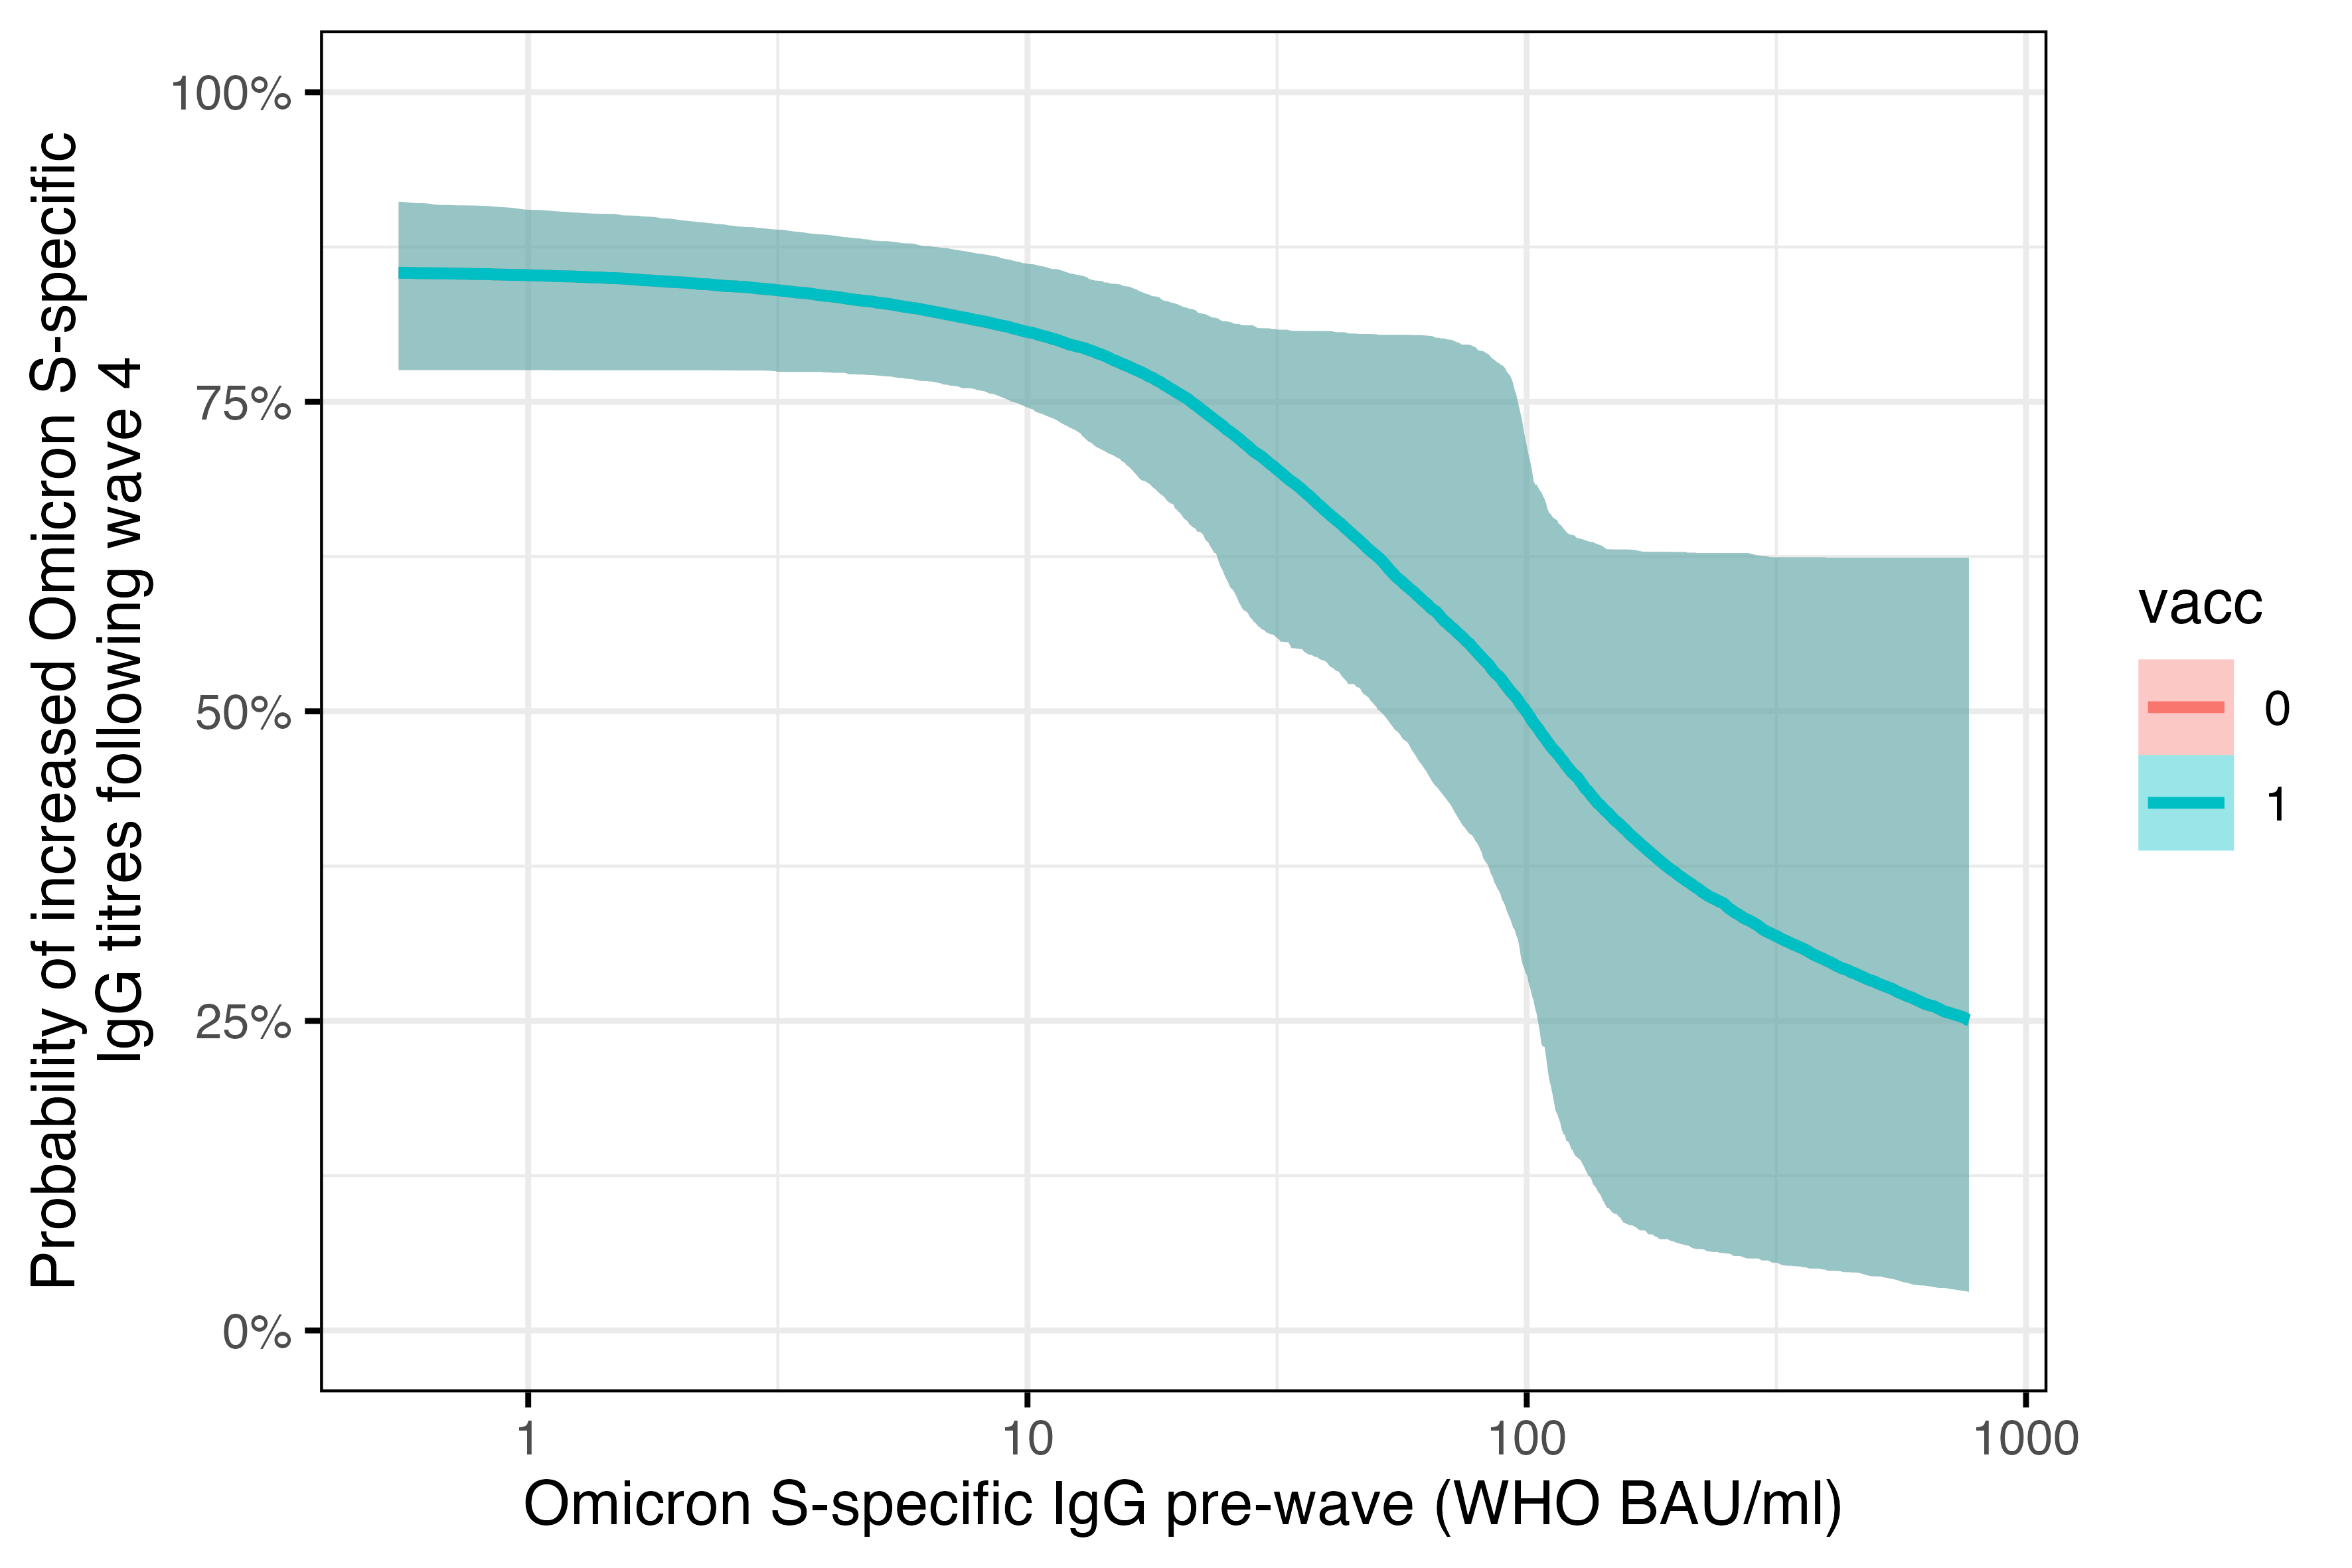 Probability of increased Omicron S-specific
IgG titres following wave 4
100%
75%
50%
25%
0%
1
10
100
1000
Omicron S-specific IgG pre-wave (WHO BAU/ml)
vacc
0
1